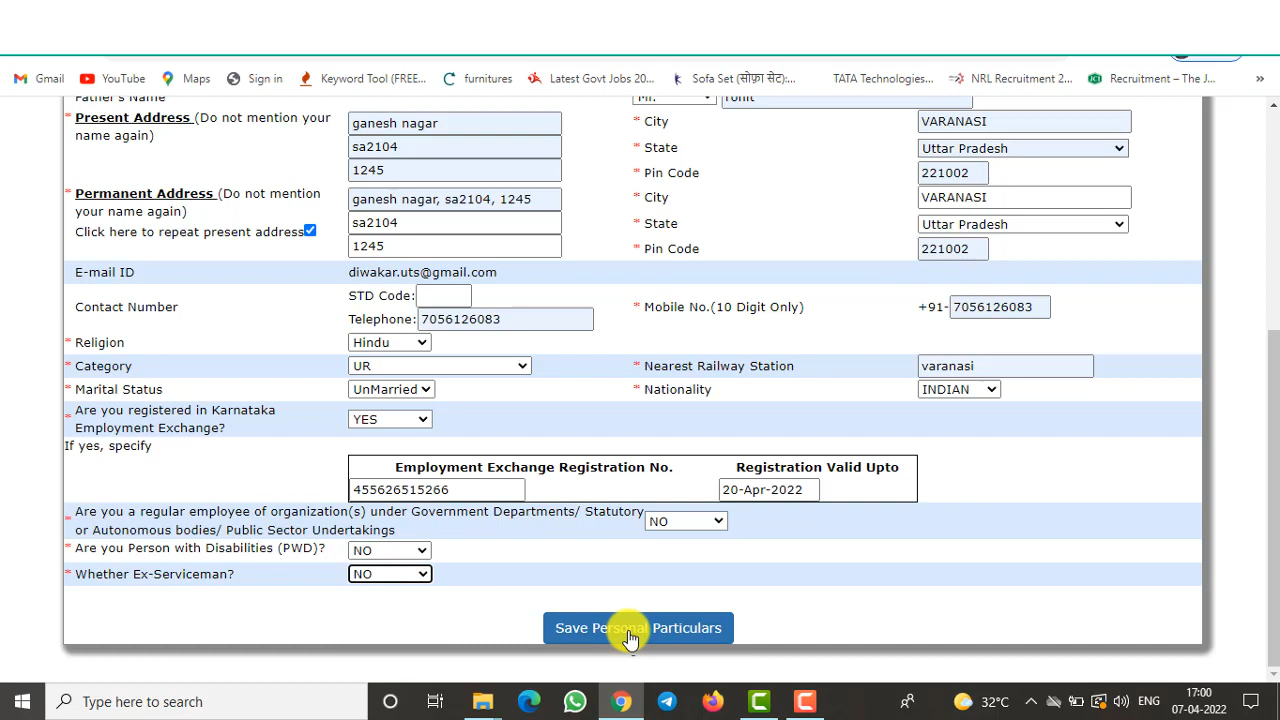 Gmail YouTube Maps Sign in Keyword Tool (FREE... furnitures Latest Govt Jobs 20... Sofa Set (सोफ़ा सेट):... TATA Technologies... NRL Recruitment 2... Recruitment – The J... »
Father's Name Mr. rohit
* Present Address (Do not mention your name again) ganesh nagar * City VARANASI
sa2104 * State Uttar Pradesh
1245 * Pin Code 221002
* Permanent Address (Do not mention your name again) ganesh nagar, sa2104, 1245 * City VARANASI
Click here to repeat present address sa2104 * State Uttar Pradesh
1245 * Pin Code 221002
E-mail ID diwakar.uts@gmail.com
Contact Number STD Code:
Telephone: 7056126083 * Mobile No.(10 Digit Only) +91- 7056126083
* Religion Hindu
* Category UR * Nearest Railway Station varanasi
* Marital Status UnMarried * Nationality INDIAN
* Are you registered in Karnataka
Employment Exchange? YES
If yes, specify
Employment Exchange Registration No. Registration Valid Upto
455626515266 20-Apr-2022
* Are you a regular employee of organization(s) under Government Departments/ Statutory
or Autonomous bodies/ Public Sector Undertakings NO
* Are you Person with Disabilities (PWD)? NO
* Whether Ex-Serviceman? NO
Save Personal Particulars
Type here to search 32°C ENG 17:00
07-04-2022